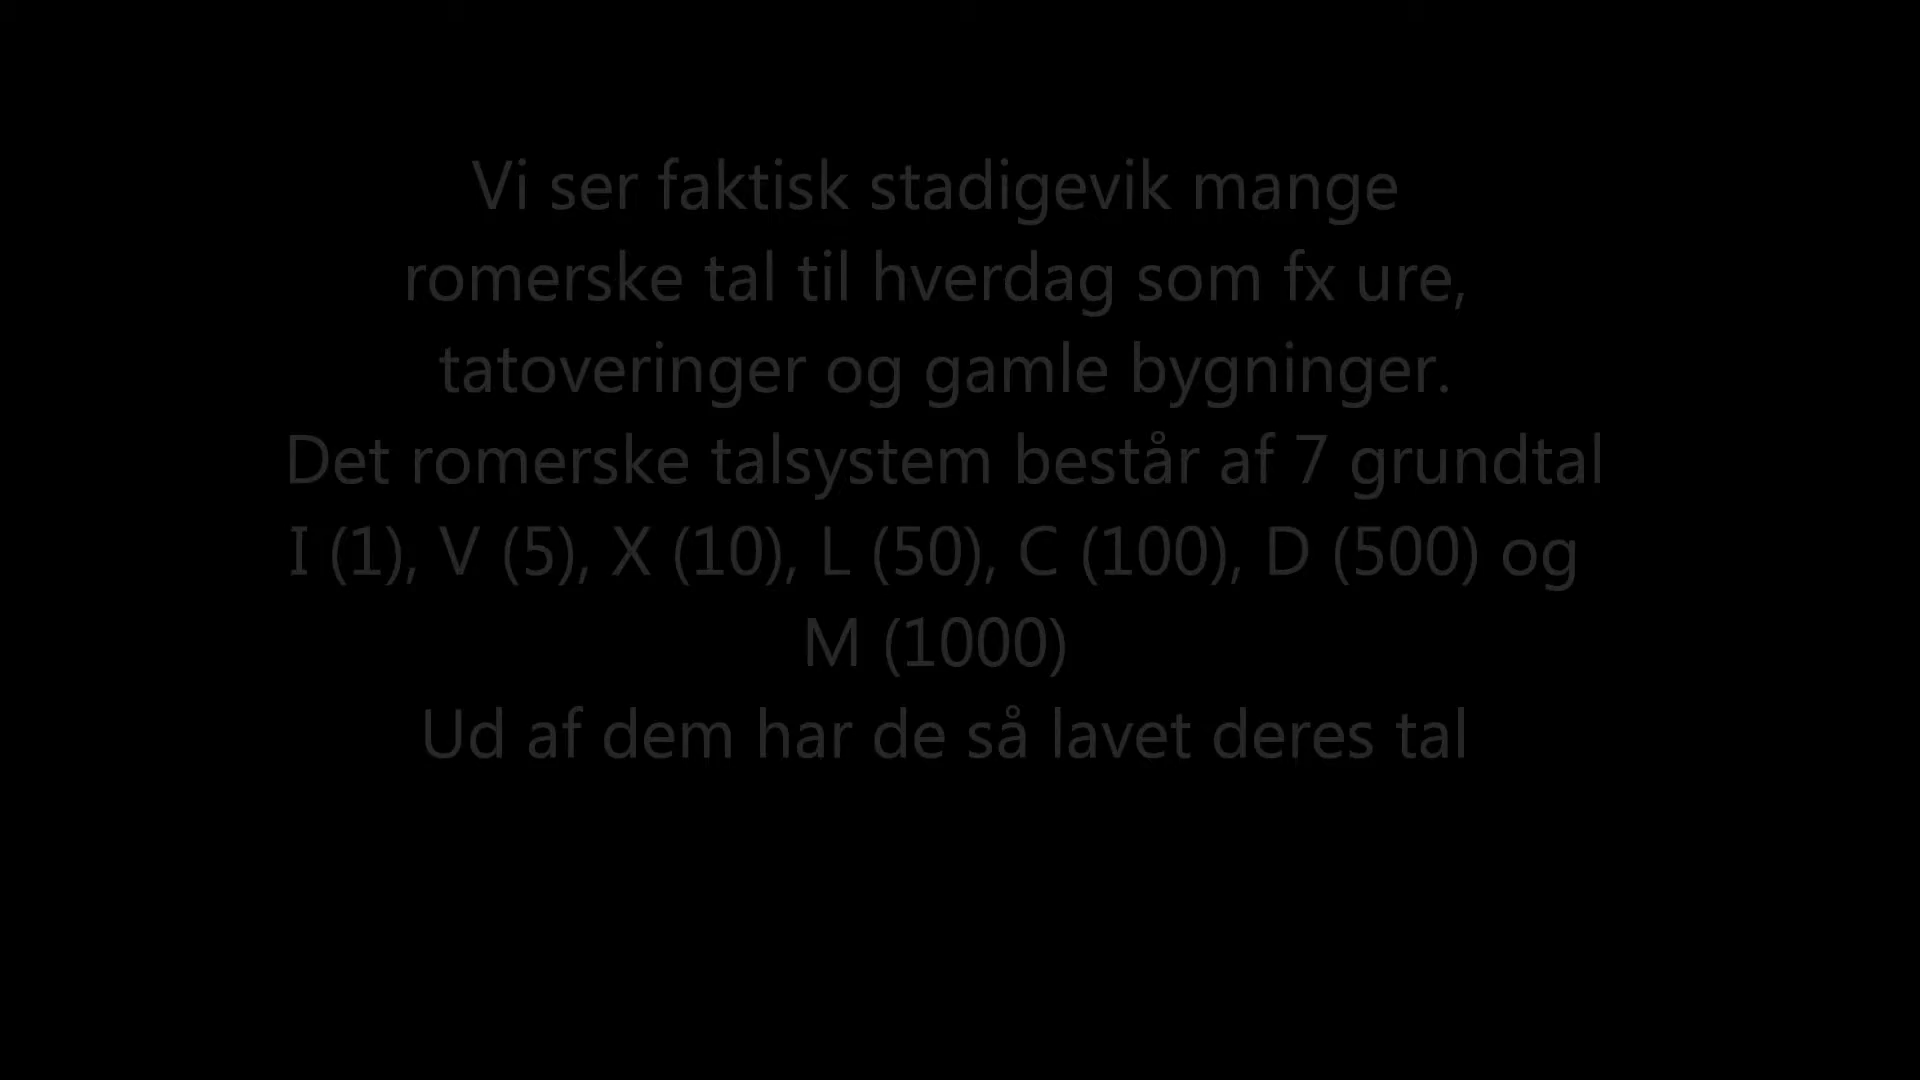 Vi ser faktisk stadigevik mange
romerske tal til hverdag som fx ure,
tatoveringer og gamle bygninger.
Det romerske talsystem består af 7 grundtal
I (1), V (5), X (10), L (50), C (100), D (500) og
M (1000)
Ud af dem har de så lavet deres tal